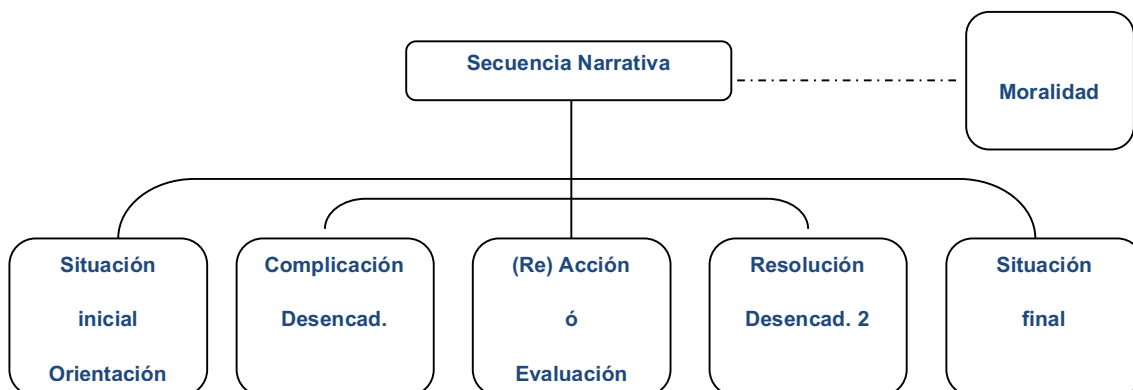 Secuencia Narrativa
Moralidad
Situación
inicial
Orientación
Complicación
Desencad.
(Re) Acción
ó
Evaluación
Resolución
Desencad. 2
Situación
final